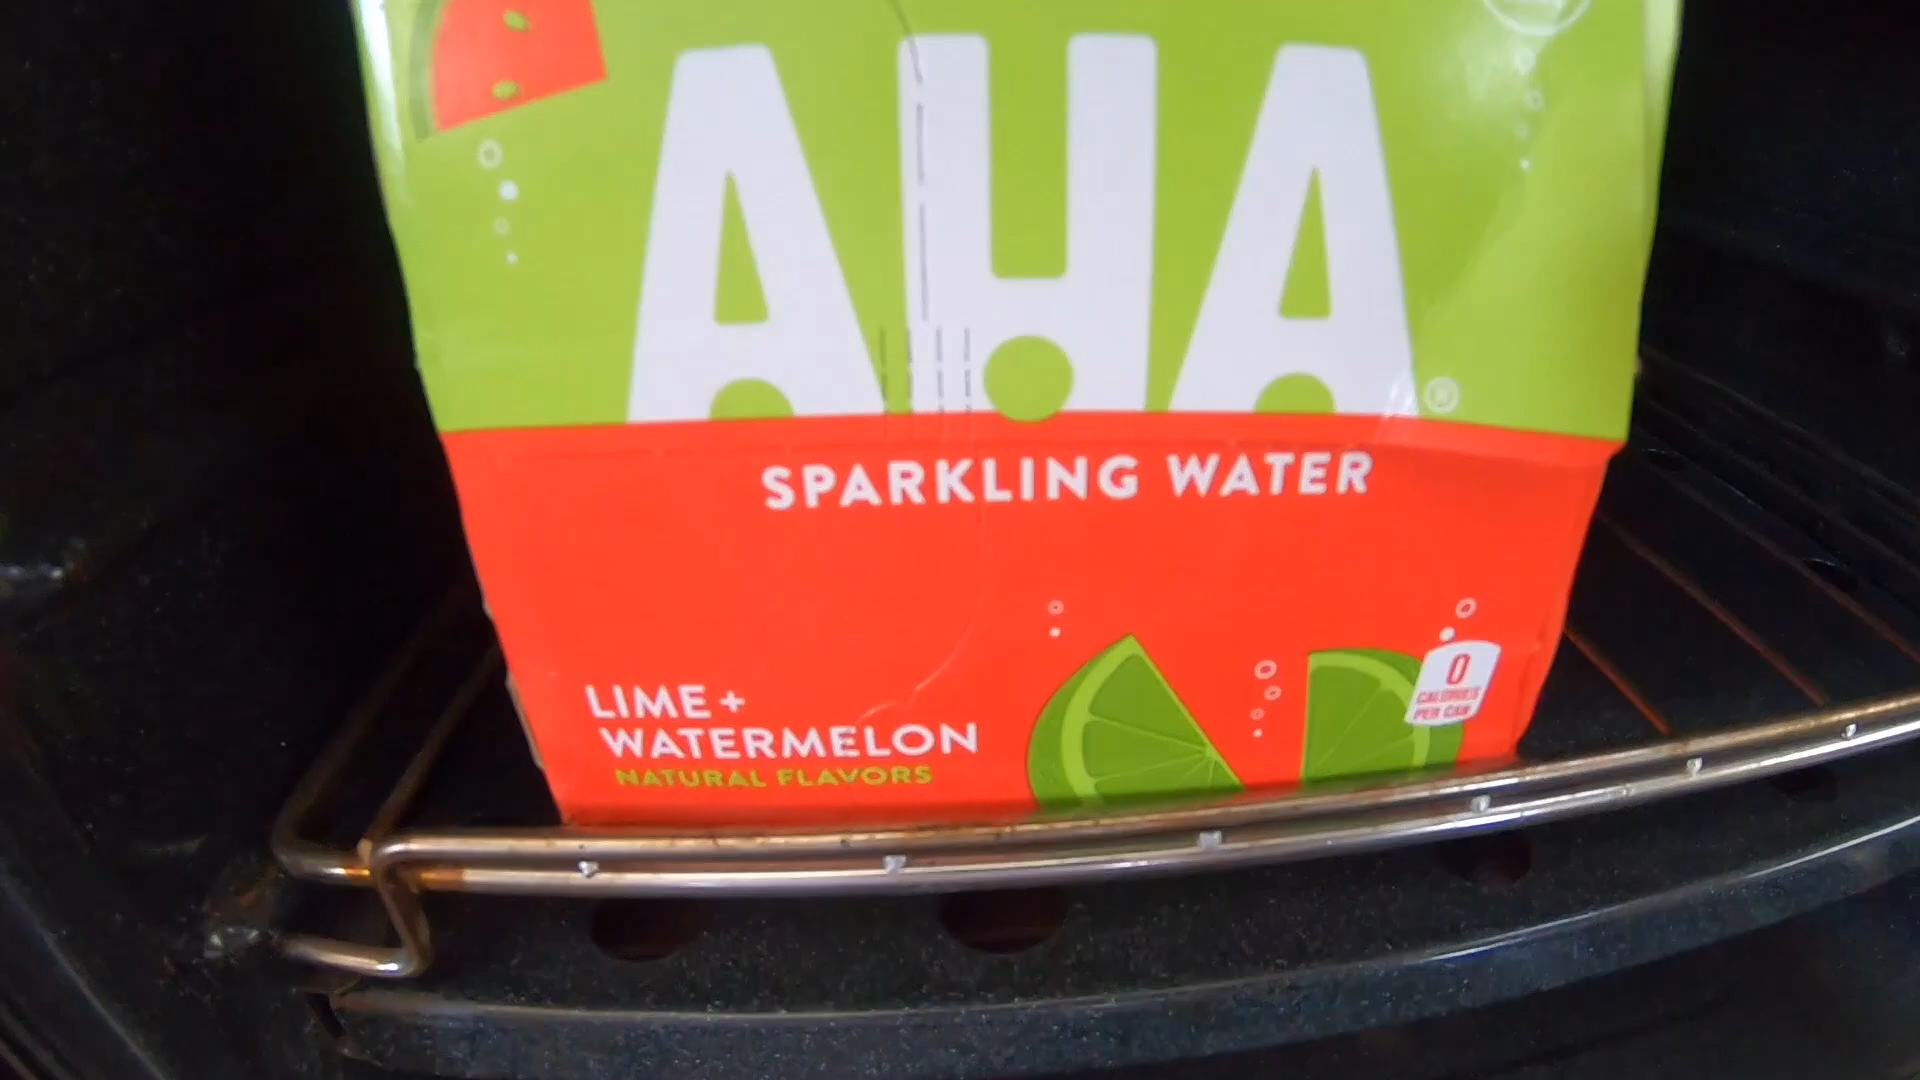 AHA®
SPARKLING WATER
LIME +
WATERMELON
NATURAL FLAVORS
0
CALORIES
PER CAN